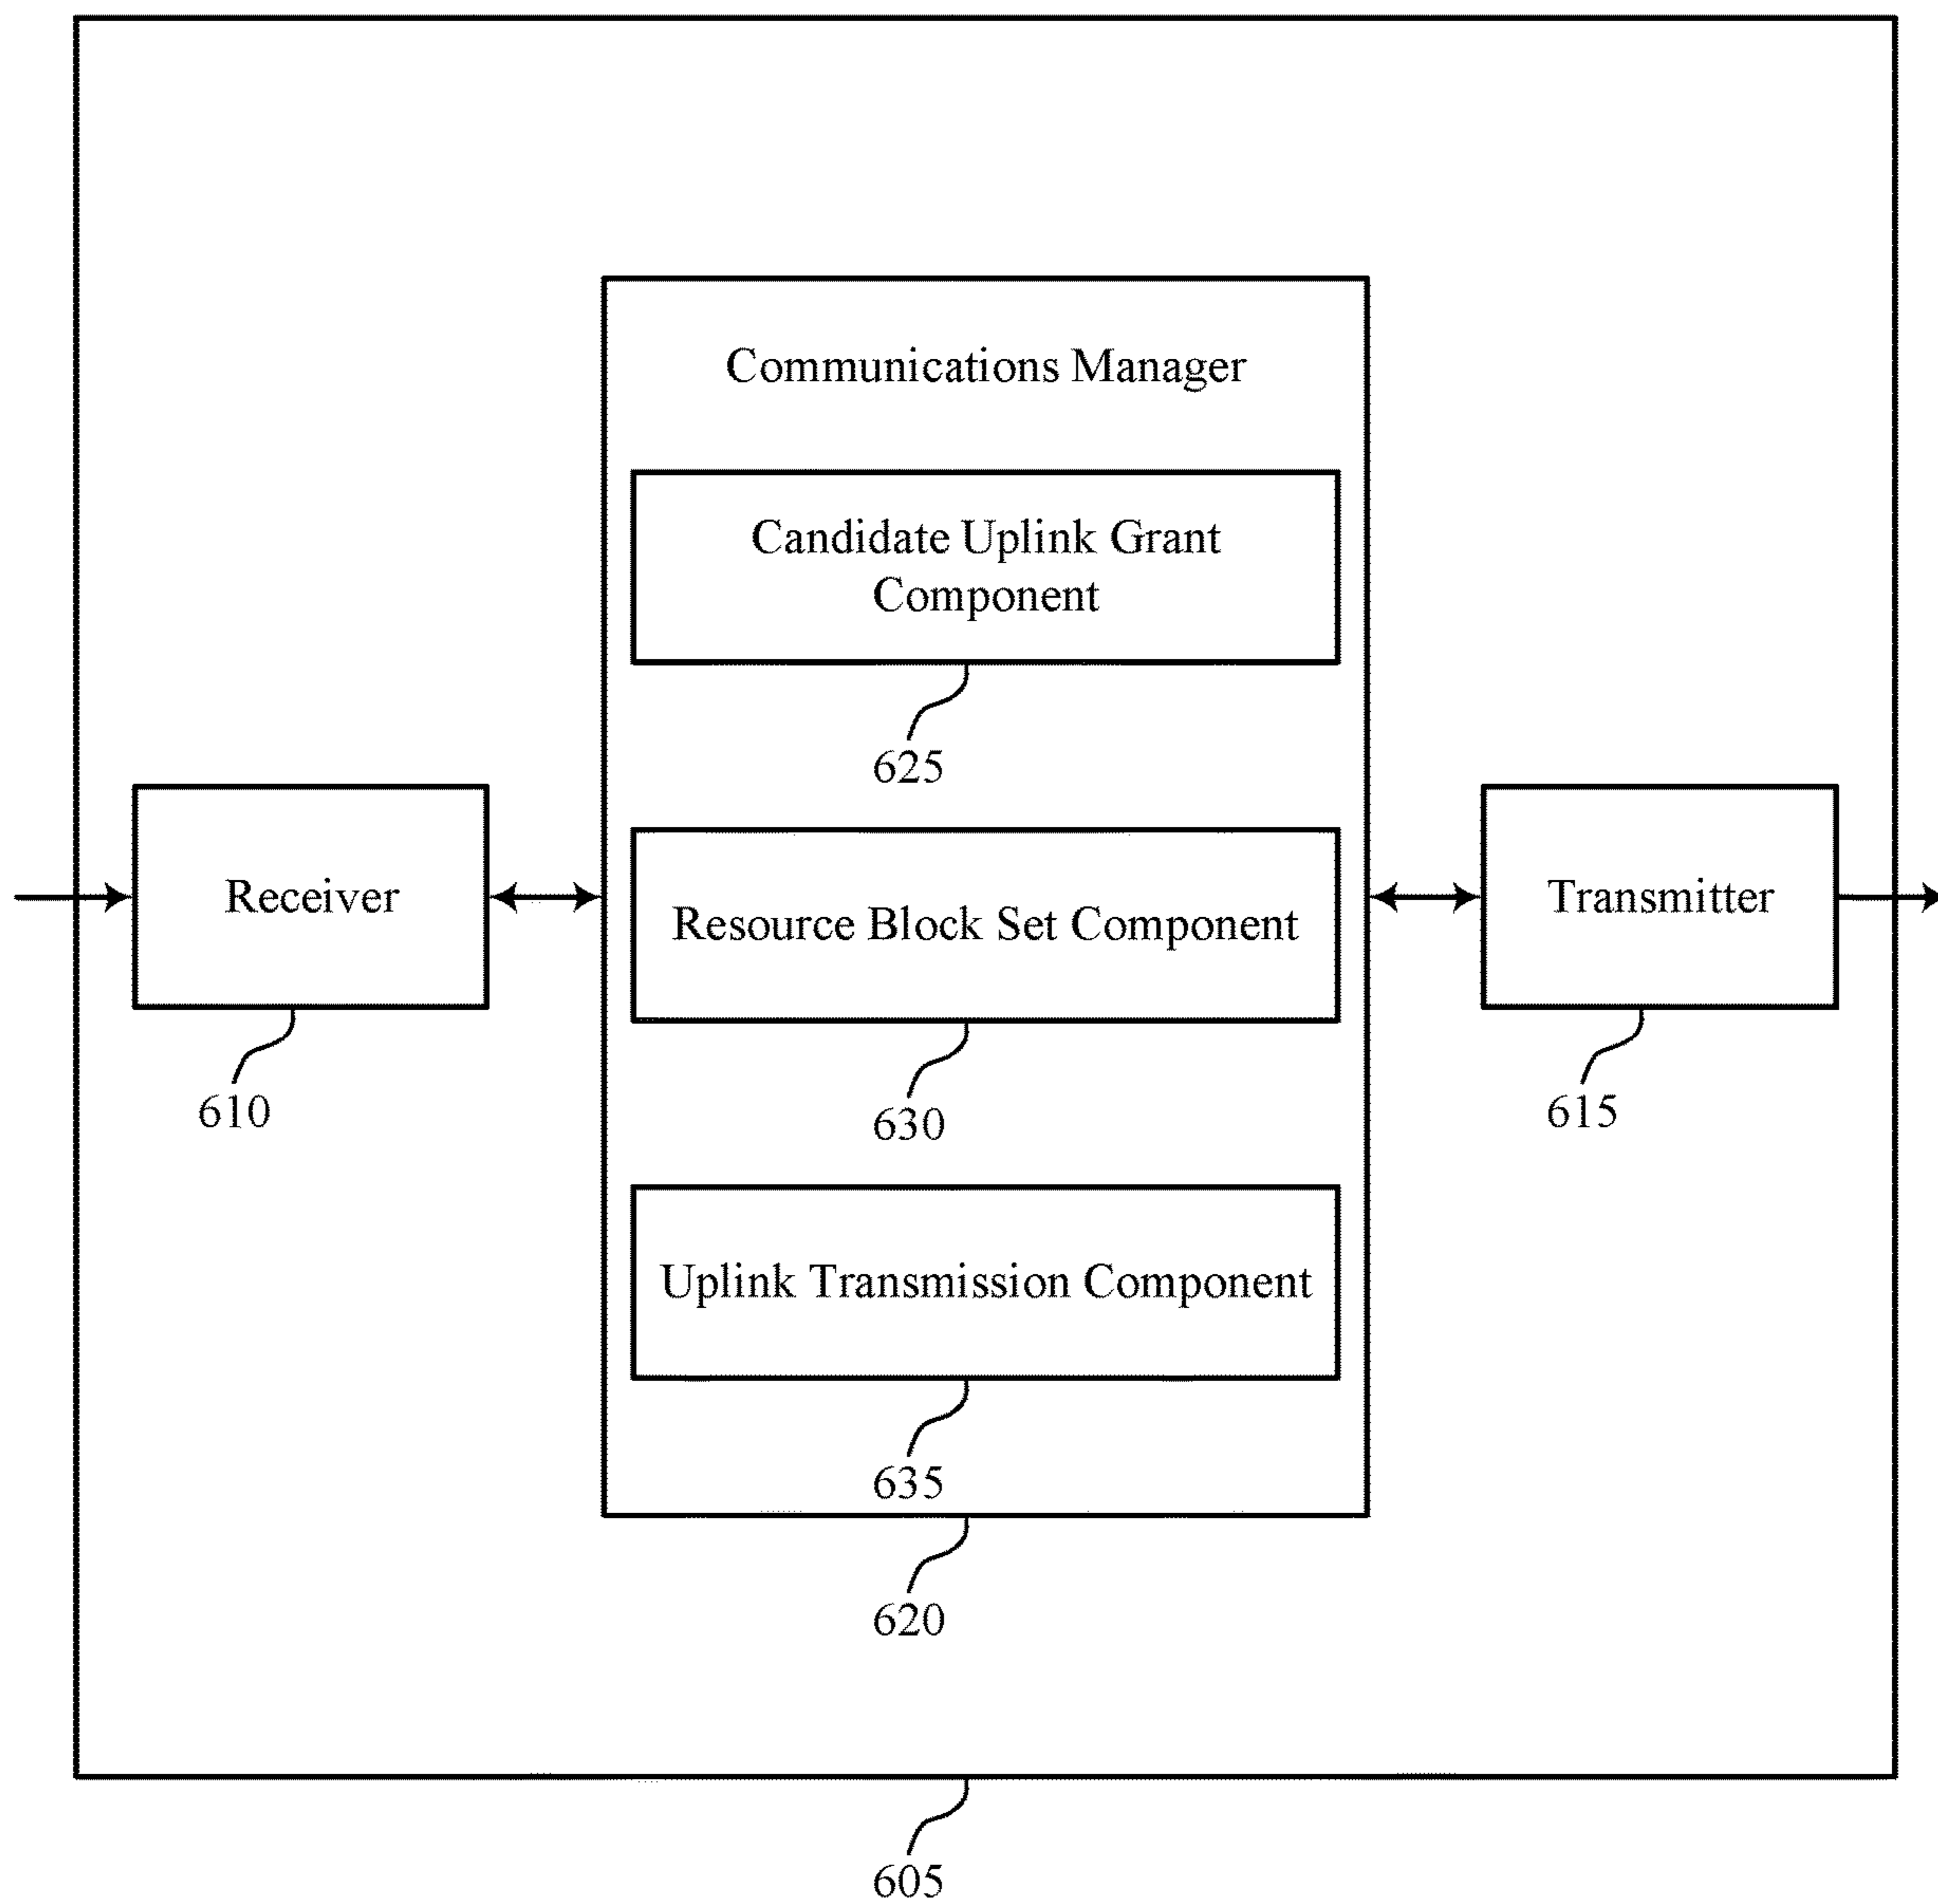 Communications Manager
Candidate Uplink Grant
Component
625
Receiver
610
Resource Block Set Component
630
Transmitter
615
Uplink Transmission Component
635
620
605